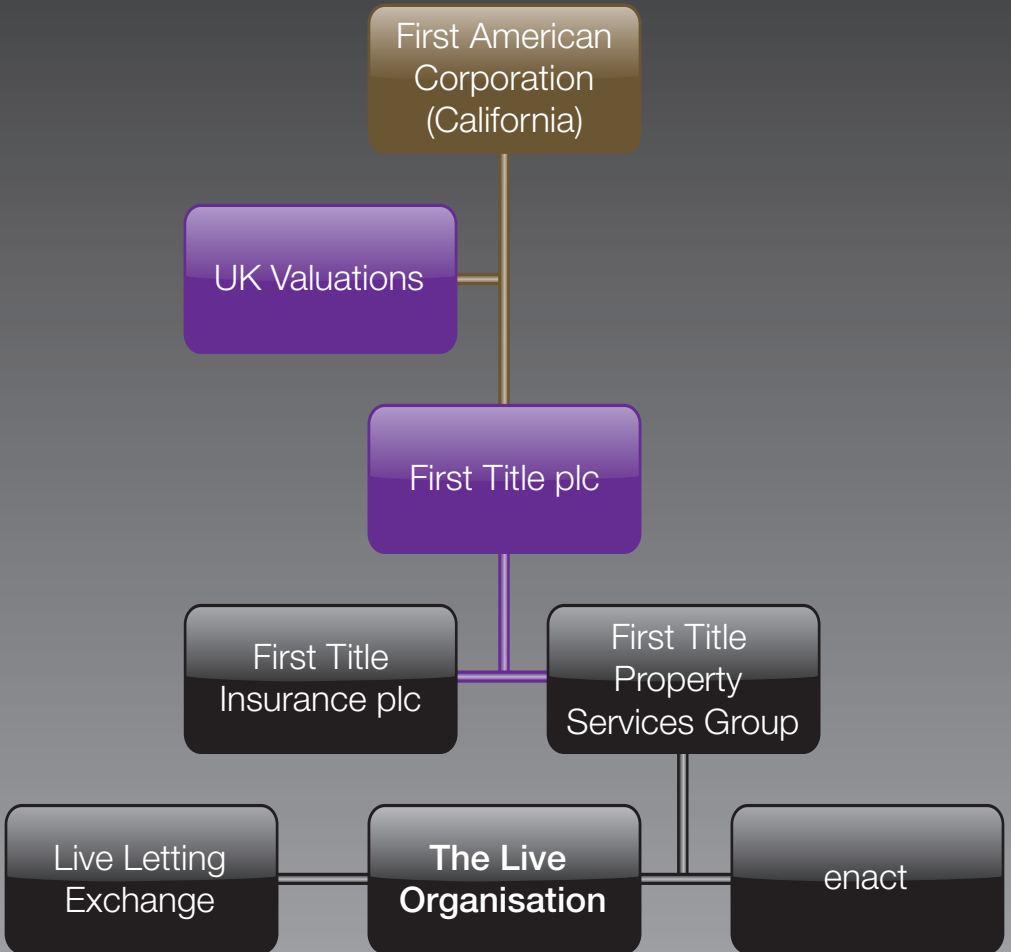 First American
Corporation
(California)
UK Valuations
First Title plc
First Title
Insurance plc
First Title
Property
Services Group
Live Letting
Exchange
The Live
Organisation
enact